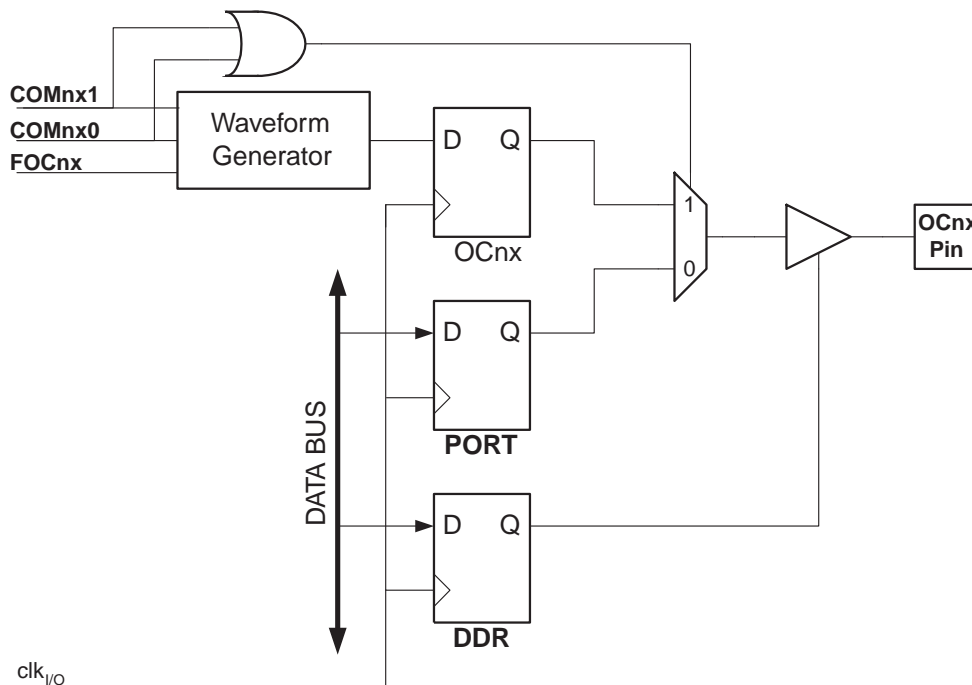 COMnx1
COMnx0
FOCnx
Waveform
Generator
D Q
OCnx
1
0
OCnx
Pin
D Q
PORT
DATA BUS
D Q
DDR
clkI/O